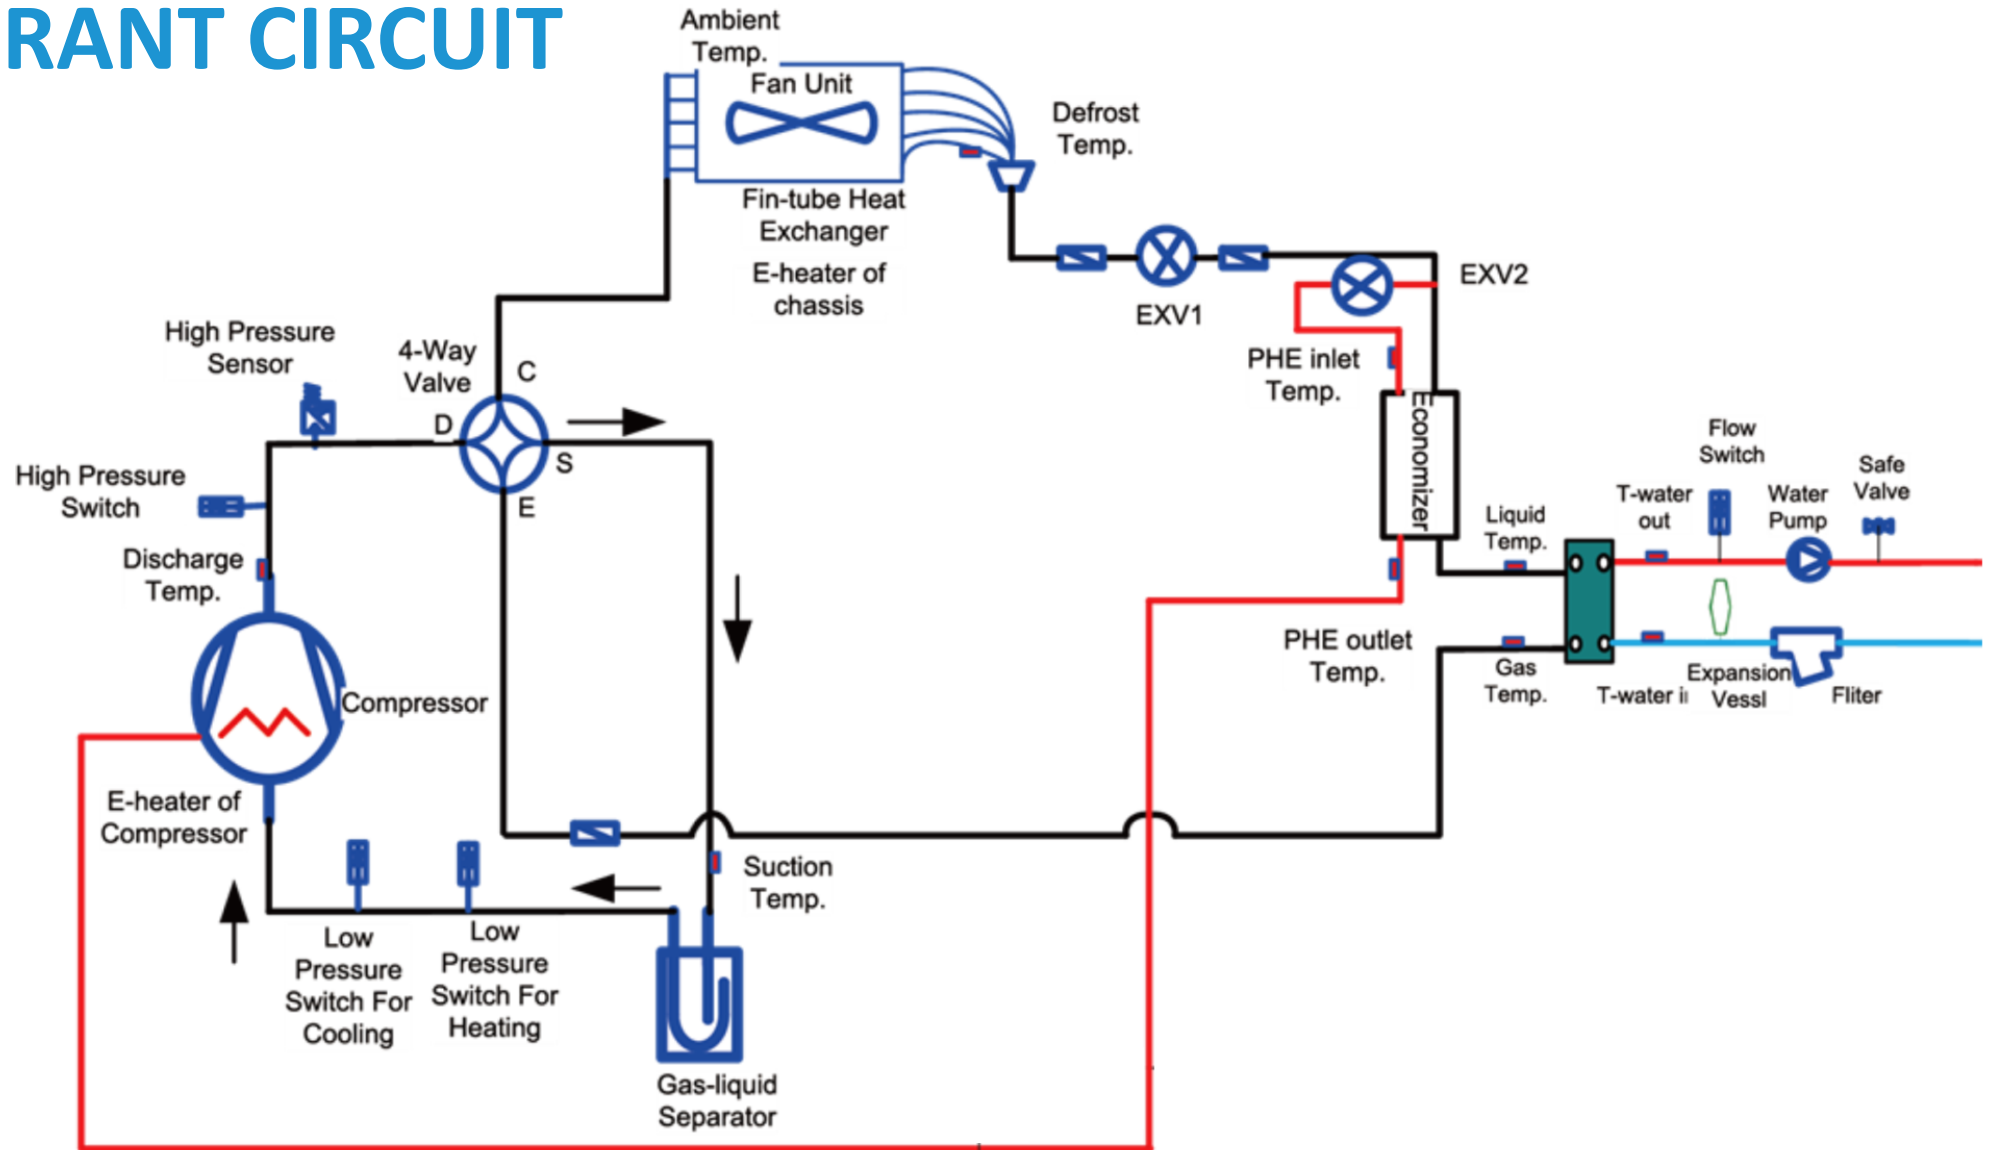 RANT CIRCUIT
Ambient
Temp.
Fan Unit
Defrost
Temp.
Fin-tube Heat
Exchanger
E-heater of
chassis
EXV1
EXV2
High Pressure
Sensor
4-Way
Valve
C
D
S
E
PHE inlet
Temp.
Economizer
High Pressure
Switch
Discharge
Temp.
Flow
Switch
Safe
Valve
T-water
out
Water
Pump
Liquid
Temp.
PHE outlet
Temp.
Gas
Temp.
T-water i
Expansion
Vessl
Fliter
Compressor
E-heater of
Compressor
Suction
Temp.
Low
Pressure
Switch For
Cooling
Low
Pressure
Switch For
Heating
Gas-liquid
Separator